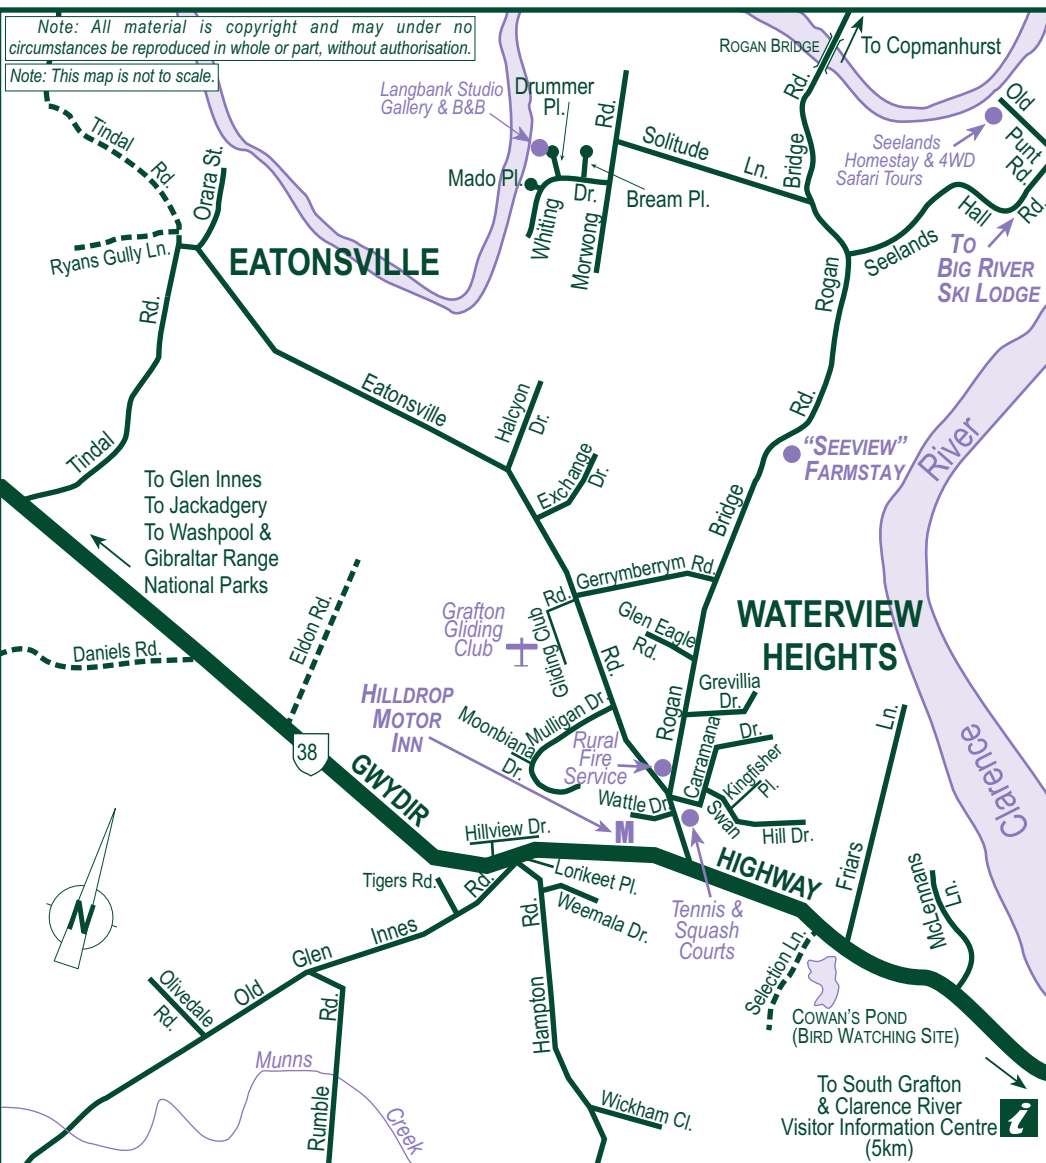 Note: All material is copyright and may under no
circumstances be reproduced in whole or part, without authorisation.
Note: This map is not to scale.
ROGAN BRIDGE
To Copmanhurst
Langbank Studio
Gallery & B&B
Drummer
Pl.
Rd.
Solitude
Ln.
Bridge
Rd.
Old
Punt
Rd.
Seelands
Homestay & 4WD
Safari Tours
Tindal
Rd.
Orara St.
Mado Pl.
Dr.
Bream Pl.
Whiting
Morwong
Hall
Rd.
Seelands
Ryans Gully Ln.
EATONSVILLE
TO
BIG RIVER
SKI LODGE
Rogan
Rd.
Eatonsville
Halcyon
Dr.
Rd.
Tindal
"SEEVIEW"
FARMSTAY
River
Exchange
Dr.
To Glen Innes
To Jackadgery
To Washpool &
Gibraltar Range
National Parks
Bridge
Gerrymberrym Rd.
Rd.
Eldon Rd.
Grafton
Gliding
Club
Gliding Club
Glen Eagle
Rd.
WATERVIEW
HEIGHTS
Daniels Rd.
Rd.
Grevillia
Dr.
HILLDROP
MOTOR
INN
Moonbiana
Dr.
Mulligan Dr.
Rogan
Carramana
Dr.
Ln.
Clarence
38
GWYDIR
Rural
Fire
Service
Kingfisher
Pl.
Wattle Dr.
Swan
Hill Dr.
M
Hillview Dr.
HIGHWAY
Friars
McLennans
Ln.
Tigers Rd.
Rd.
Lorikeet Pl.
Weemala Dr.
Rd.
Tennis &
Squash
Courts
N
Innes
Glen
Old
Selection Ln.
Olivedale
Rd.
Rd.
Hampton
COWAN'S POND
(BIRD WATCHING SITE)
Munns
Creek
Rumble
Wickham Cl.
To South Grafton
& Clarence River
Visitor Information Centre
(5km)
i